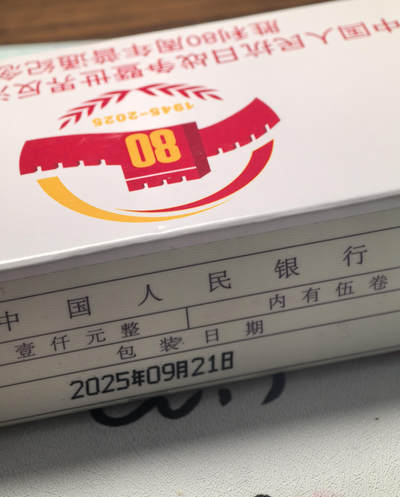 中国人民抗日战争暨世界反
胜利80周年普通纪念
1945-2025
80
中国人民银行
壹仟元整 内有伍卷
包装日期
2025年09月21日